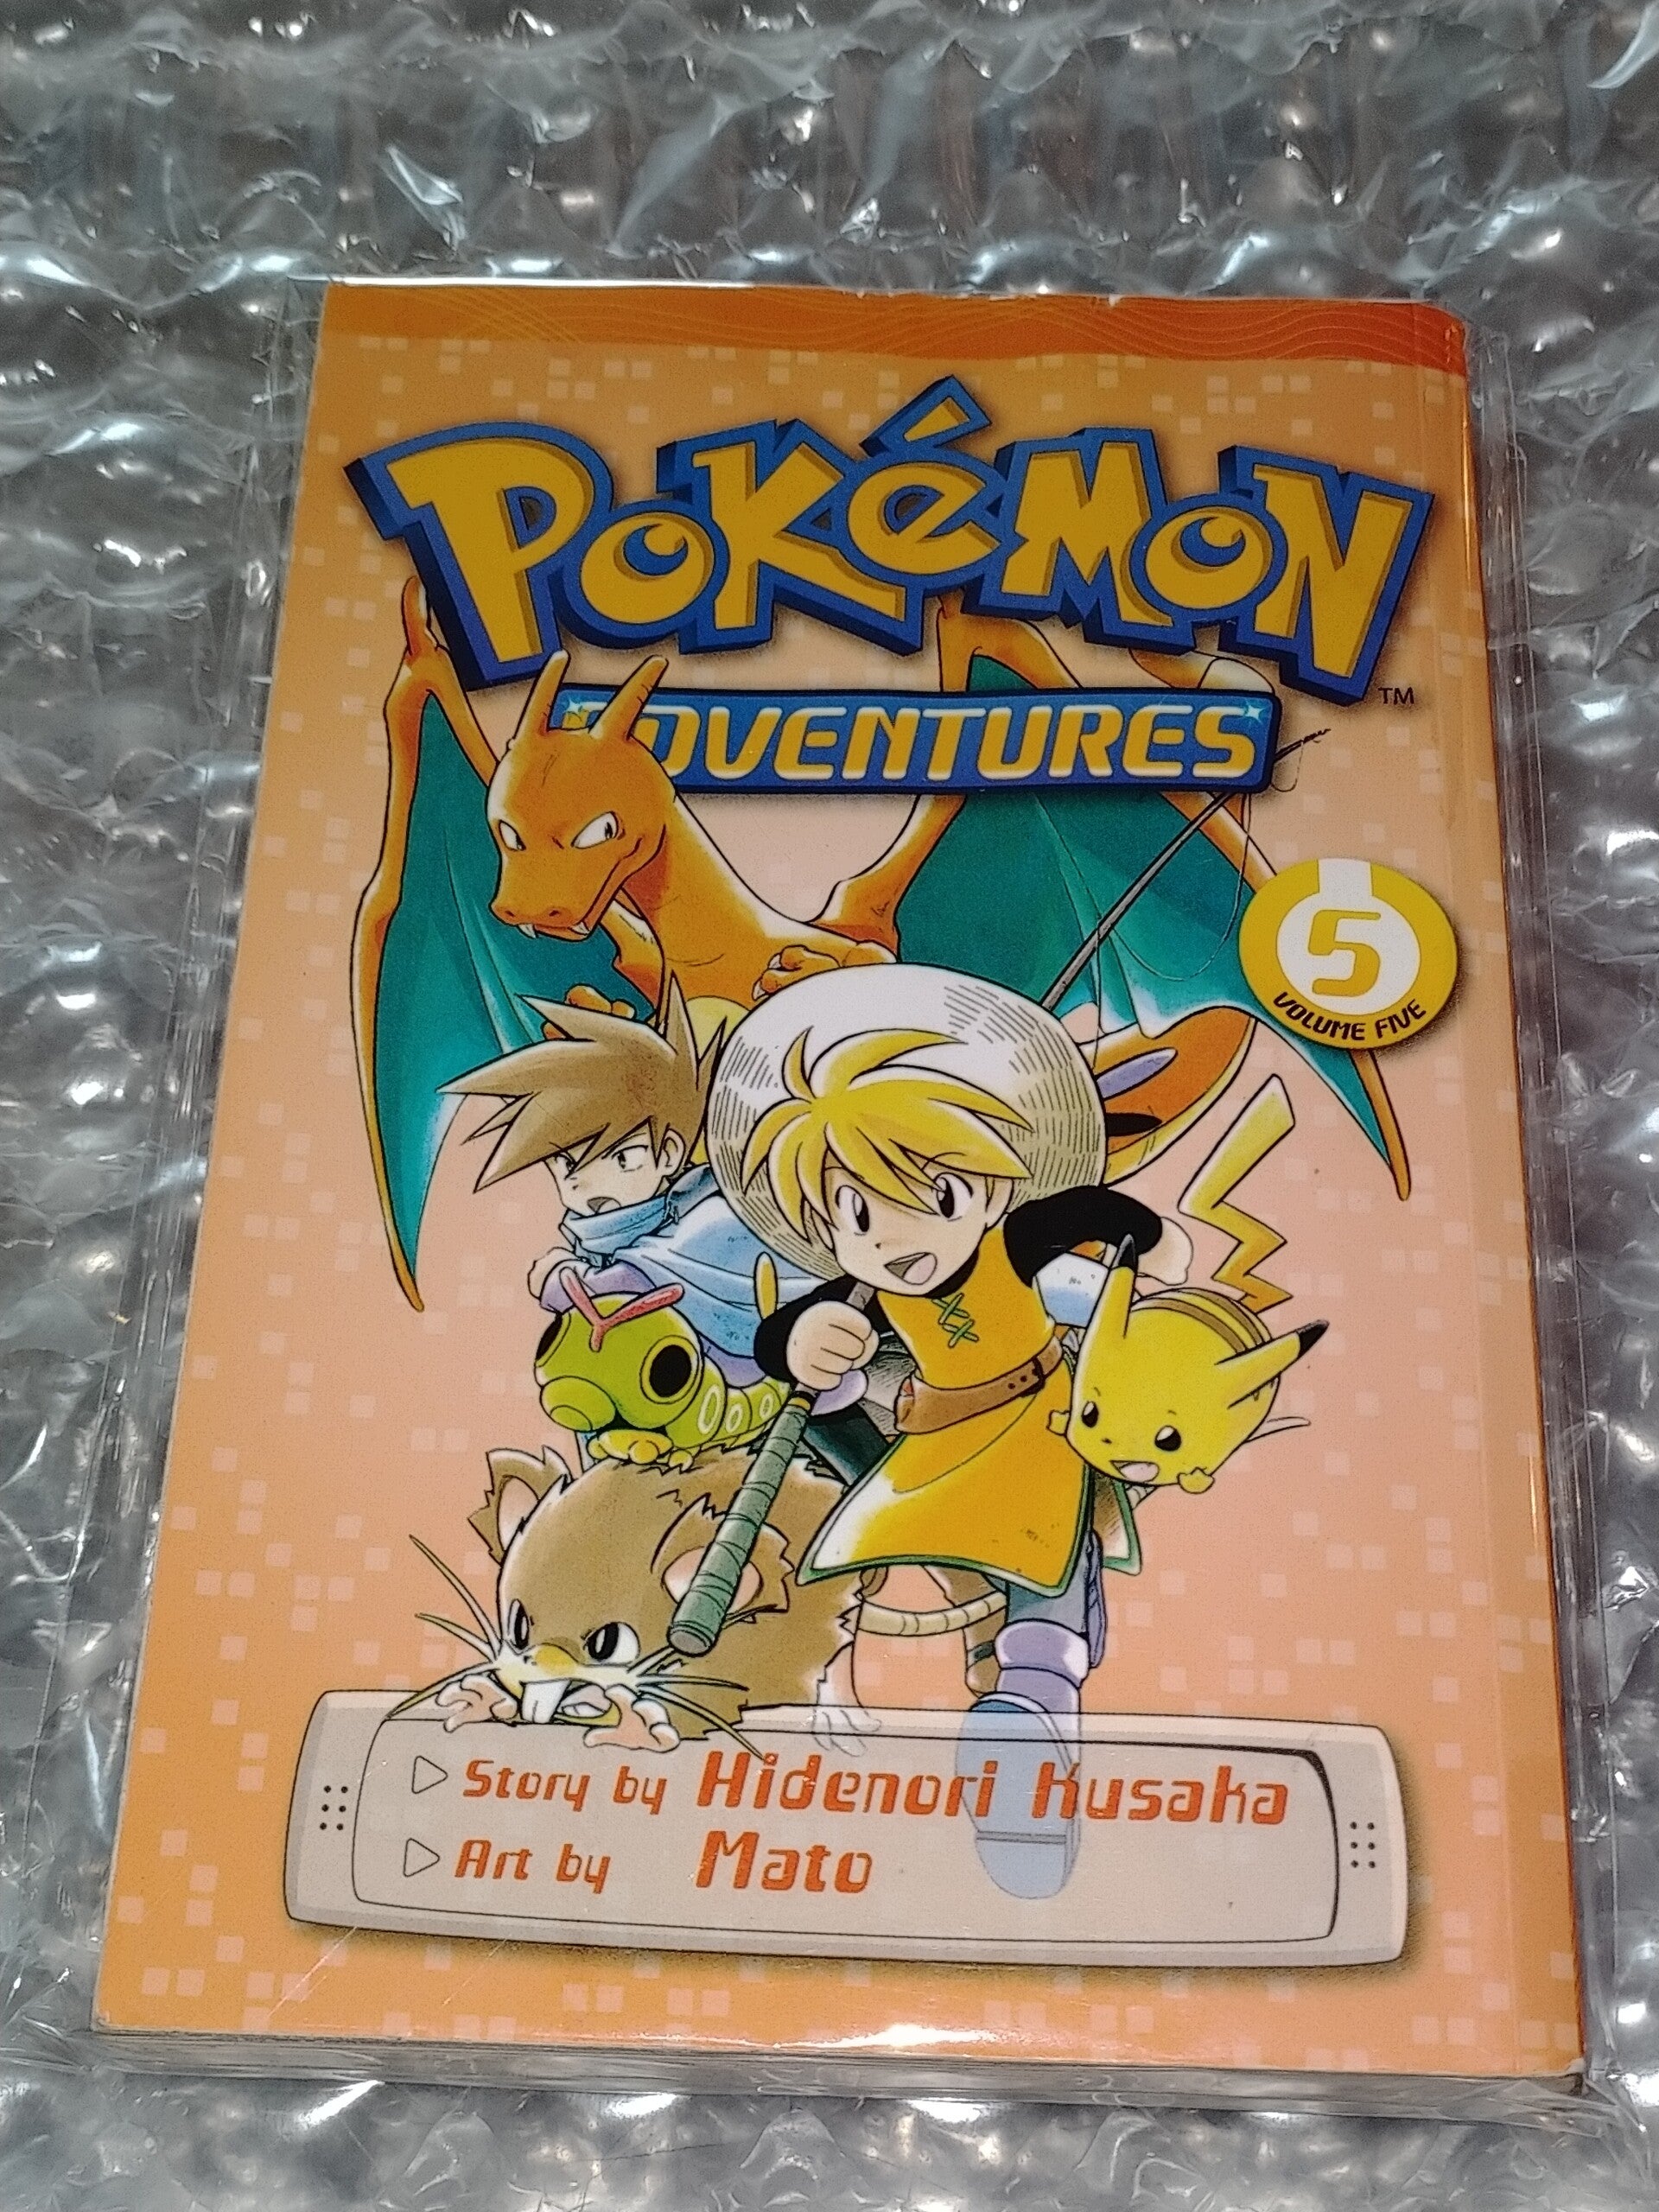 POKéMON
TM
ADVENTURES
5
VOLUME FIVE
Story by Hidenori Kusaka
Art by Mato